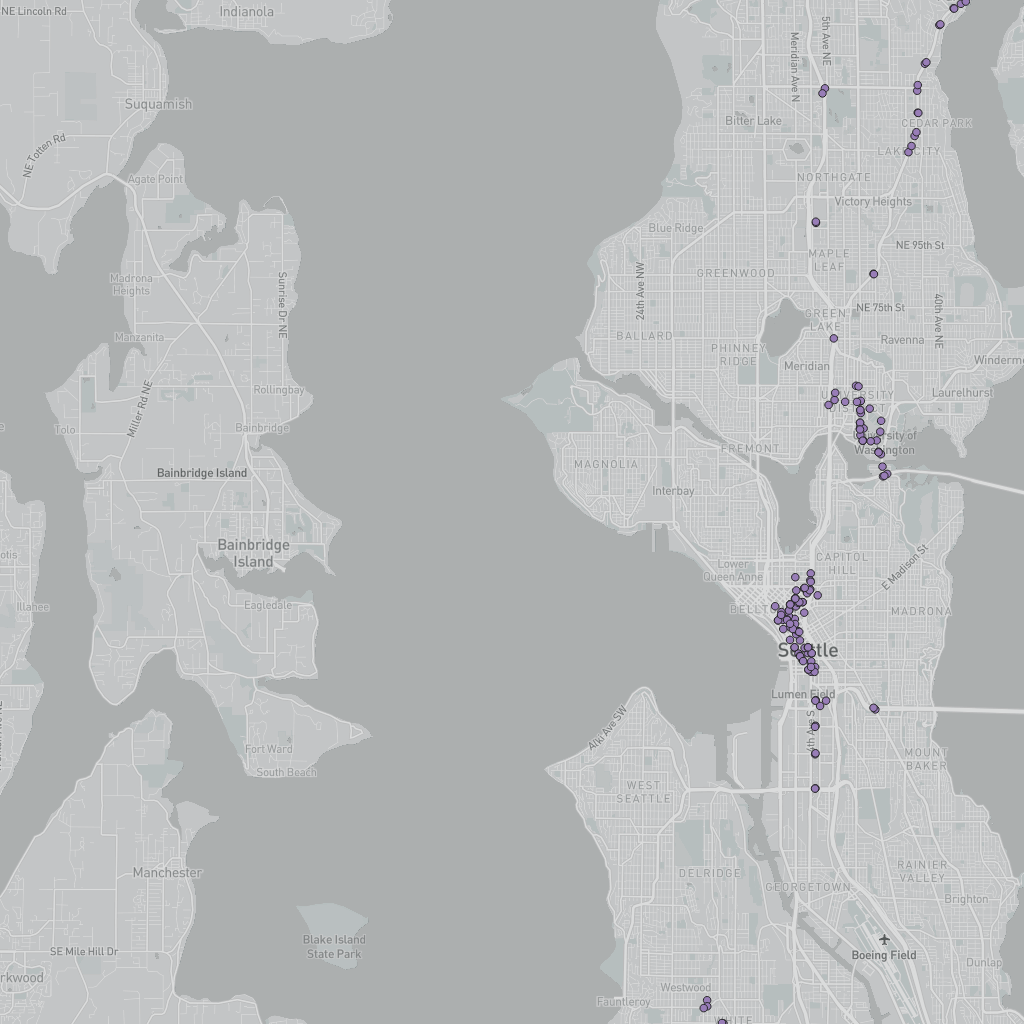 NE Lincoln Rd
Indianola
5th Ave NE
Meridian Ave N
Suquamish
NE Totten Rd
Bitter Lake
CEDAR PARK
LAKE CITY
Agate Point
NORTHGATE
Victory Heights
Blue Ridge
NE 95th St
MAPLE
LEAF
Madrona
Heights
Sunrise Dr NE
24th Ave NW
GREENWOOD
40th Ave NE
NE 75th St
GREEN
LAKE
Manzanita
BALLARD
Ravenna
PHINNEY
RIDGE
Meridian
Windermo
Rollingbay
Miller Rd NE
Laurelhurst
UNIVERSITY
DISTRICT
Tolo
Bainbridge
University of
Washington
FREMONT
MAGNOLIA
Bainbridge Island
Interbay
Bainbridge
Island
otis
CAPITOL
HILL
Lower
Queen Anne
E Madison St
Illahee
Eagledale
BELLTO
MADRONA
Seattle
Lumen Field
Alki Ave SW
4th Ave S
Fort Ward
South Beach
MOUNT
BAKER
WEST
SEATTLE
Manchester
DELRIDGE
RAINIER
VALLEY
GEORGETOWN
Brighton
Blake Island
State Park
SE Mile Hill Dr
Boeing Field
Dunlap
rkwood
Westwood
Fauntleroy
WHITE